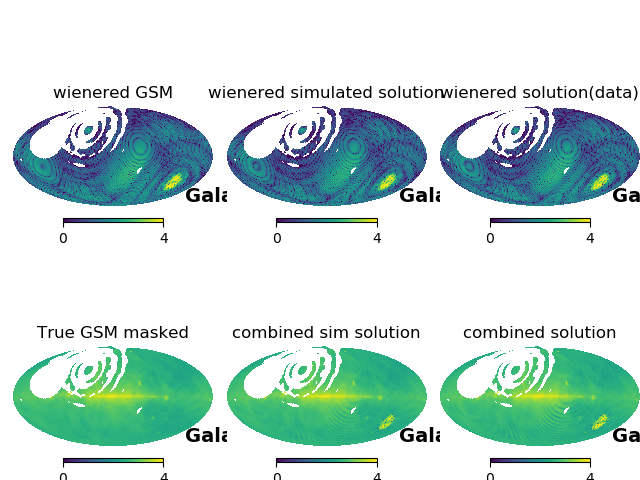 wienered GSM
wienered simulated solution
wienered solution(data)
Gala
Gala
Ga
0 4
0 4
0 4
True GSM masked
combined sim solution
combined solution
Gala
Gala
Ga
0 4
0 4
0 4